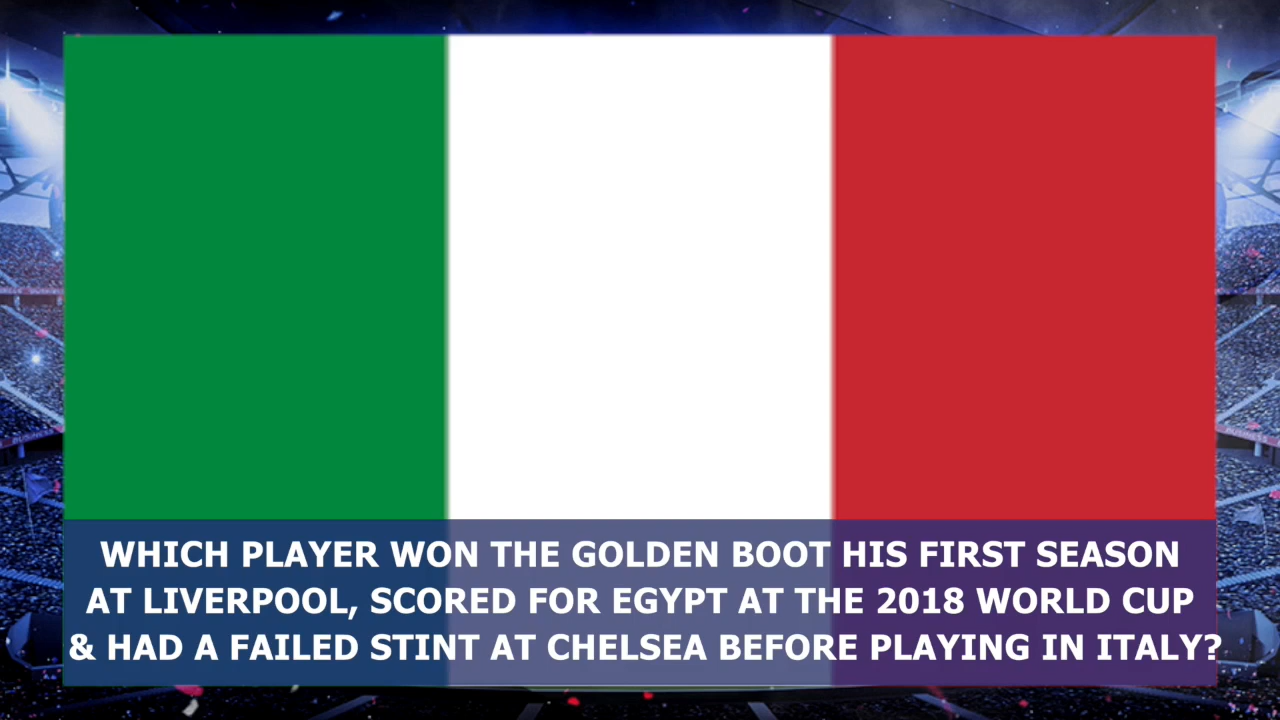 WHICH PLAYER WON THE GOLDEN BOOT HIS FIRST SEASON
AT LIVERPOOL, SCORED FOR EGYPT AT THE 2018 WORLD CUP
& HAD A FAILED STINT AT CHELSEA BEFORE PLAYING IN ITALY?